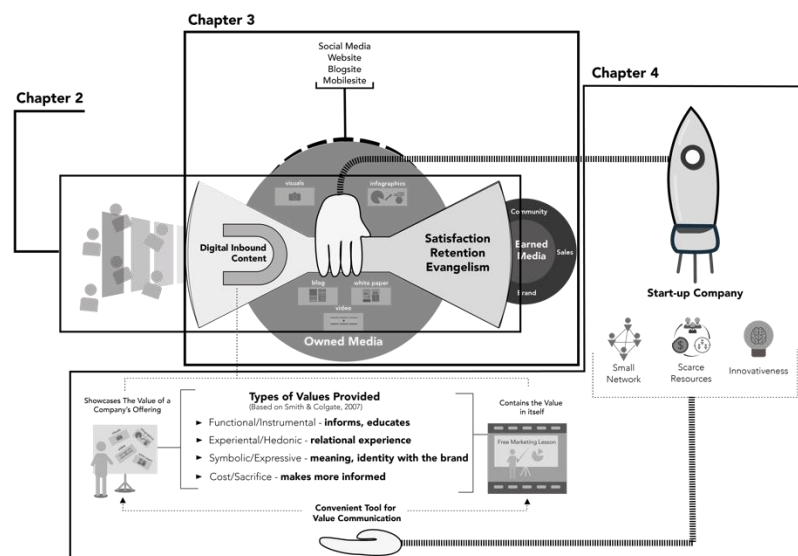 Chapter 3
Social Media
Website
Blogsite
Mobilesite
Chapter 4
Chapter 2
visuals
infographics
Community
Digital Inbound
Content
Satisfaction
Retention
Evangelism
Earned
Media
Sales
blog
white paper
Brand
video
Owned Media
Start-up Company
Small
Network
Scarce
Resources
Innovativeness
Showcases The Value of a
Company's Offering
Types of Values Provided
(Based on Smith & Colgate, 2007)
► Functional/Instrumental - informs, educates
► Experiential/Hedonic - relational experience
► Symbolic/Expressive - meaning, identity with the brand
► Cost/Sacrifice - makes more informed
Contains the Value
in itself
Free Marketing Lesson
Convenient Tool for
Value Communication